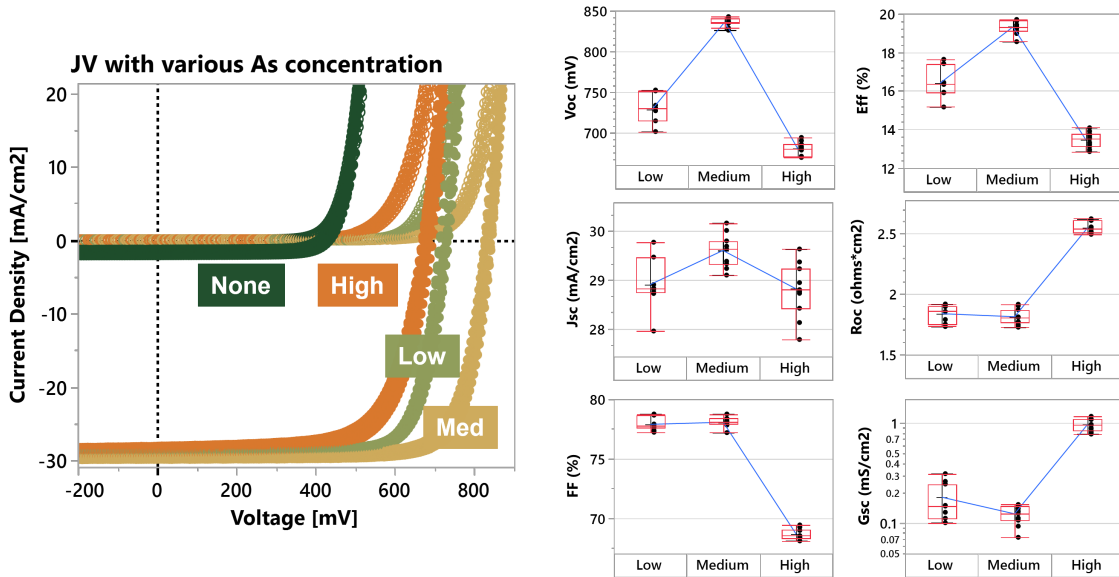 JV with various As concentration
Current Density [mA/cm2]
20
10
0
-10
-20
-30
None
High
Low
Med
-200
0
200
400
600
800
Voltage [mV]
Voc (mV)
850
800
750
700
Low
Medium
High
Eff (%)
20
18
16
14
12
Low
Medium
High
Jsc (mA/cm2)
30
29
28
Low
Medium
High
Roc (ohms*cm2)
2.5
2
1.5
Low
Medium
High
FF (%)
80
75
70
Low
Medium
High
Gsc (mS/cm2)
1
0.7
0.5
0.4
0.3
0.2
0.1
0.07
0.05
Low
Medium
High